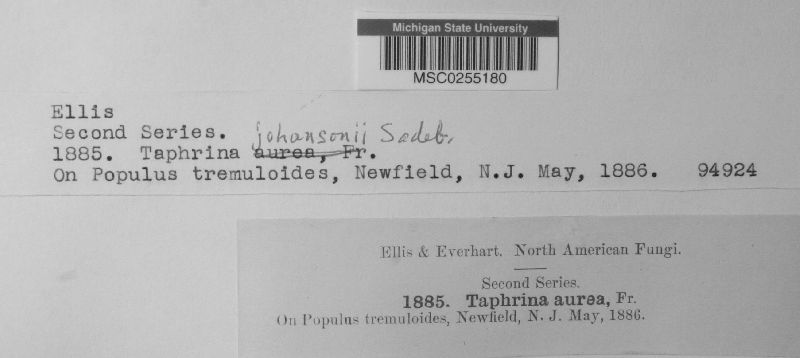 Michigan State University
MSC0255180
Ellis
Second Series. johansonii Sadeb.
1885. Taphrina aurea, Fr.
On Populus tremuloides, Newfield, N.J. May, 1886. 94924
Ellis & Everhart. North American Fungi.
Second Series.
1885. Taphrina aurea, Fr.
On Populus tremuloides, Newfield, N. J. May, 1886.